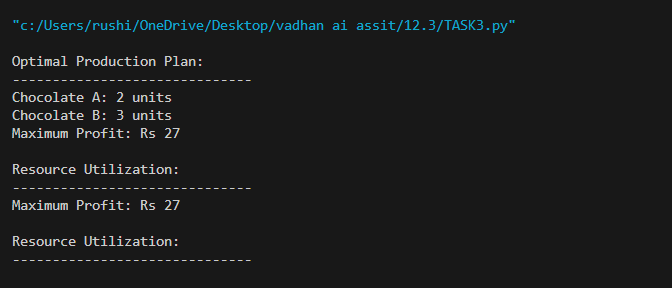 "c:/Users/rushi/OneDrive/Desktop/vadhan ai assit/12.3/TASK3.py"
Optimal Production Plan:
------------------------------
Chocolate A: 2 units
Chocolate B: 3 units
Maximum Profit: Rs 27
Resource Utilization:
------------------------------
Maximum Profit: Rs 27
Resource Utilization:
------------------------------